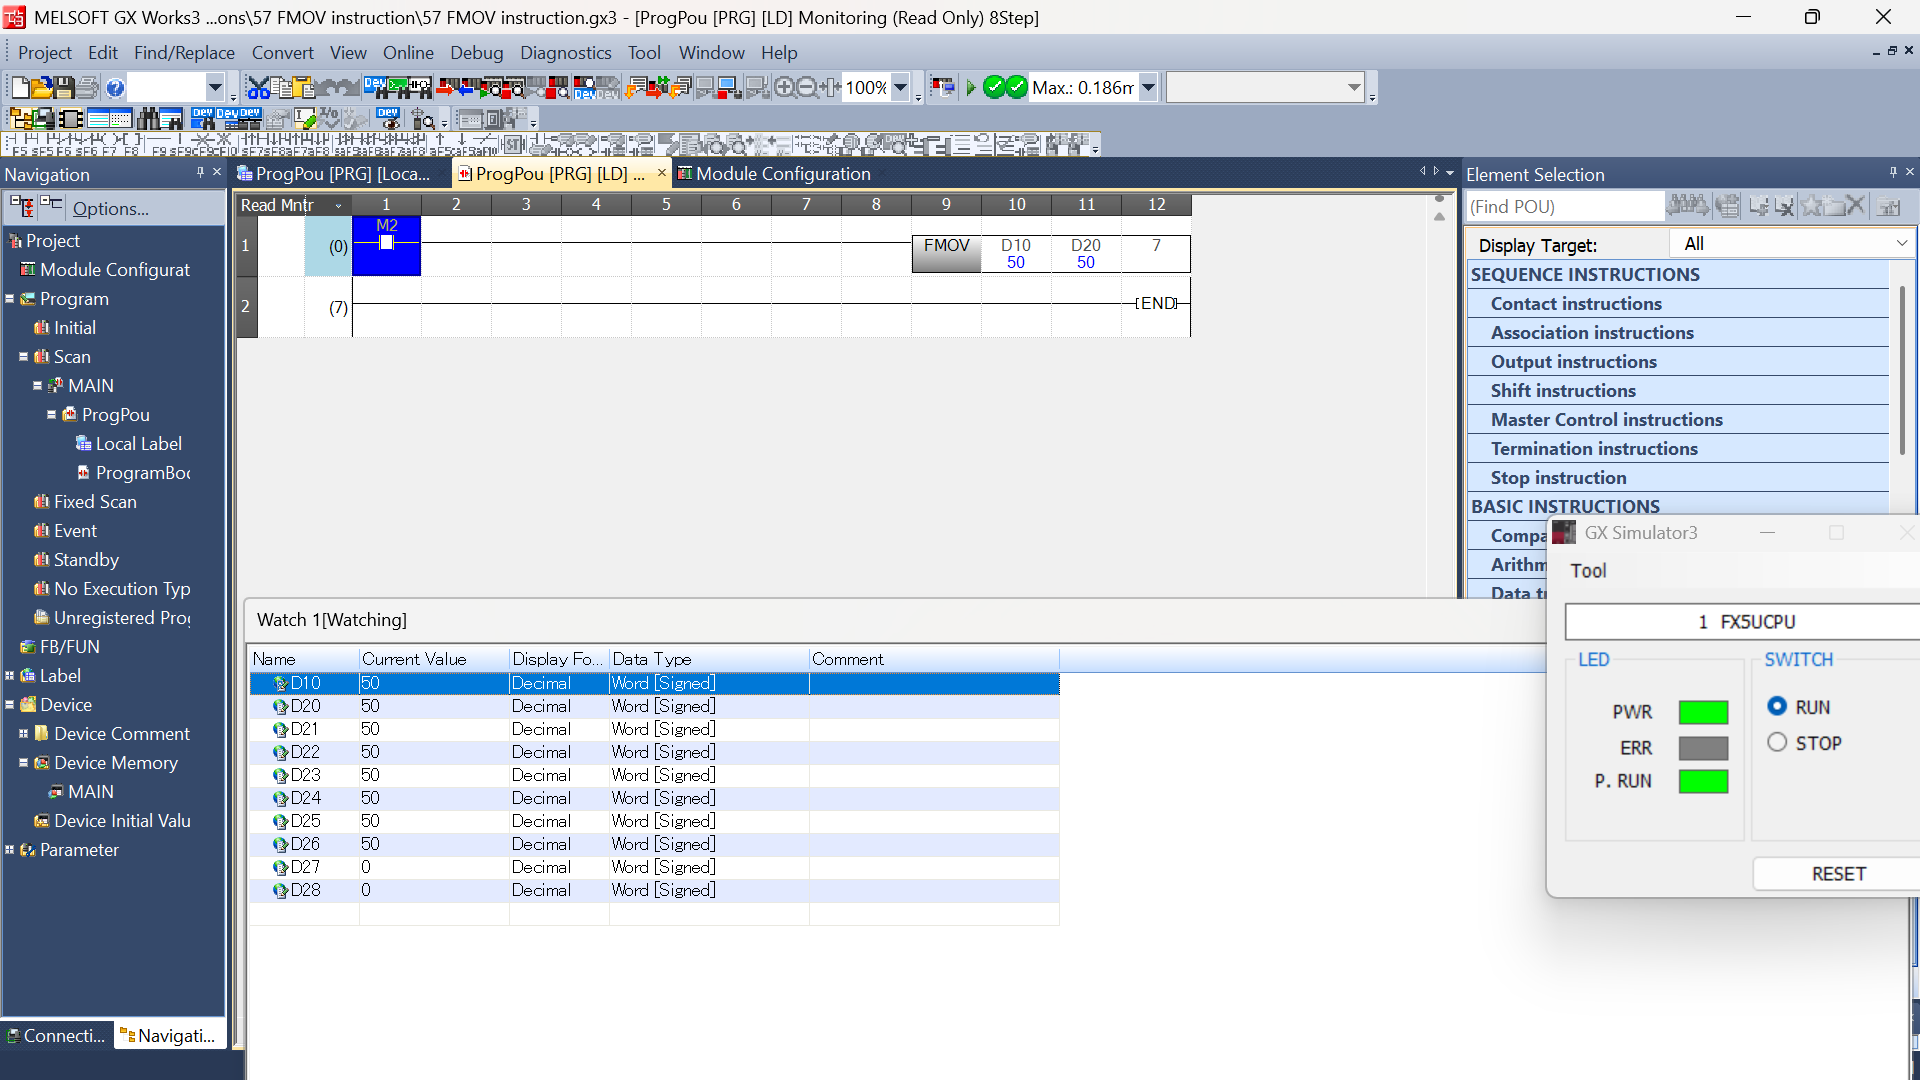 MELSOFT GX Works3 ...ons\57 FMOV instruction\57 FMOV instruction.gx3 - [ProgPou [PRG] [LD] Monitoring (Read Only) 8Step]
Project Edit Find/Replace Convert View Online Debug Diagnostics Tool Window Help
100% Max.: 0.186m
Navigation
Options...
Project
Module Configurat
Program
Initial
Scan
MAIN
ProgPou
Local Label
ProgramBo
Fixed Scan
Event
Standby
No Execution Typ
Unregistered Pro
FB/FUN
Label
Device
Device Comment
Device Memory
MAIN
Device Initial Valu
Parameter
Connecti... Navigati...
ProgPou [PRG] [Loca... ProgPou [PRG] [LD] ... Module Configuration
Read Mntr 1 2 3 4 5 6 7 8 9 10 11 12
M2
1 (0) FMOV D10 D20 7
50 50
2 (7) [END]
Watch 1[Watching]
Name Current Value Display Fo... Data Type Comment
D10 50 Decimal Word [Signed]
D20 50 Decimal Word [Signed]
D21 50 Decimal Word [Signed]
D22 50 Decimal Word [Signed]
D23 50 Decimal Word [Signed]
D24 50 Decimal Word [Signed]
D25 50 Decimal Word [Signed]
D26 50 Decimal Word [Signed]
D27 0 Decimal Word [Signed]
D28 0 Decimal Word [Signed]
Element Selection
(Find POU)
Display Target: All
SEQUENCE INSTRUCTIONS
Contact instructions
Association instructions
Output instructions
Shift instructions
Master Control instructions
Termination instructions
Stop instruction
BASIC INSTRUCTIONS
Compa
Arithm
Data t
GX Simulator3
Tool
1 FX5UCPU
LED SWITCH
PWR RUN
ERR STOP
P. RUN
RESET